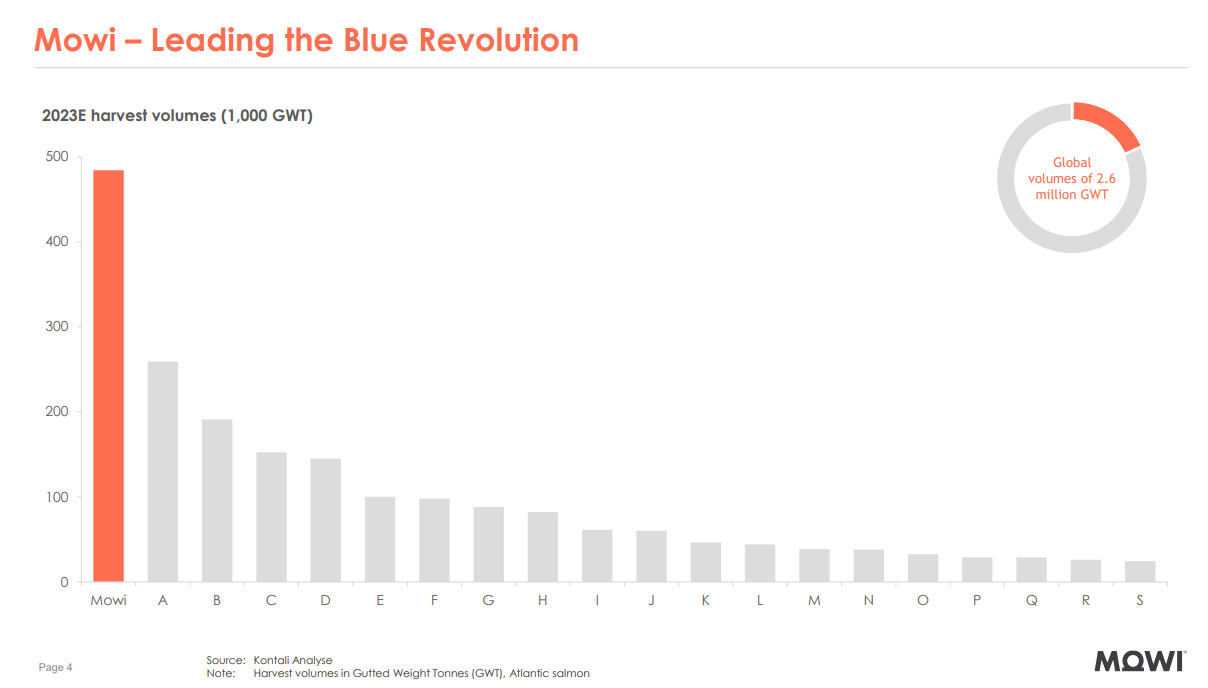 Mowi – Leading the Blue Revolution
2023E harvest volumes (1,000 GWT)
Global
volumes of 2.6
million GWT
500
400
300
200
100
0
Mowi A B C D E F G H I J K L M N O P Q R S
Page 4
Source: Kontali Analyse
Note: Harvest volumes in Gutted Weight Tonnes (GWT), Atlantic salmon
MOWI